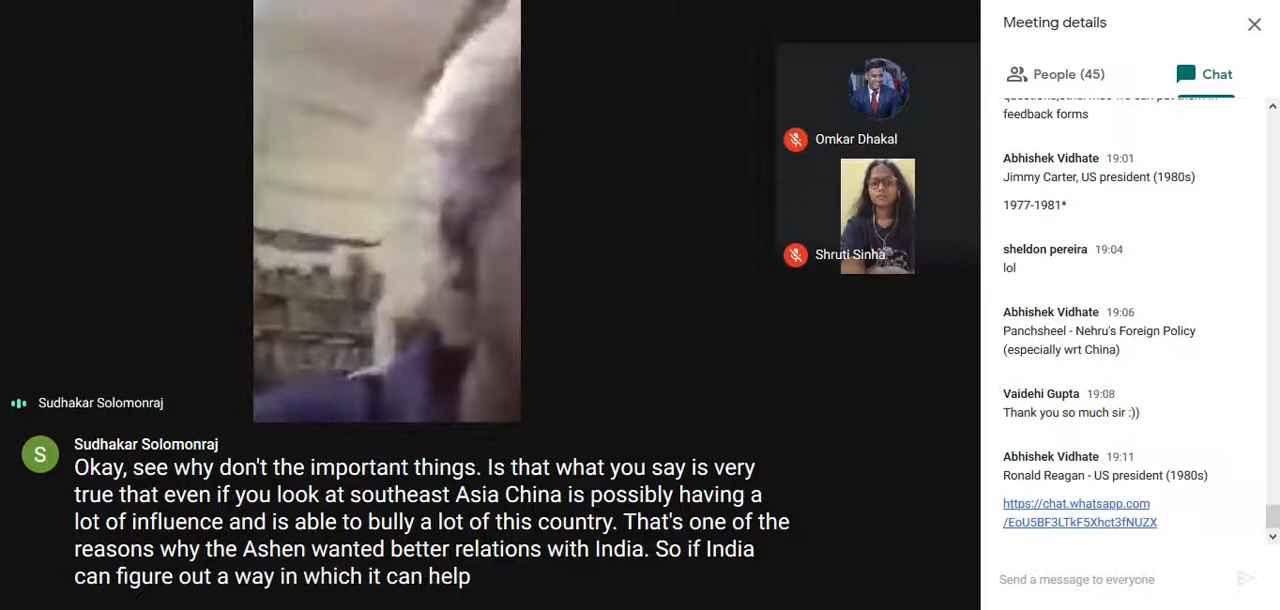 Omkar Dhakal
Shruti Sinha
Sudhakar Solomonraj
S
Sudhakar Solomonraj
Okay, see why don't the important things. Is that what you say is very
true that even if you look at southeast Asia China is possibly having a
lot of influence and is able to bully a lot of this country. That's one of the
reasons why the Ashen wanted better relations with India. So if India
can figure out a way in which it can help
Meeting details
People (45)
Chat
feedback forms
Abhishek Vidhate 19:01
Jimmy Carter, US president (1980s)
1977-1981*
sheldon pereira 19:04
lol
Abhishek Vidhate 19:06
Panchsheel - Nehru's Foreign Policy
(especially wrt China)
Vaidehi Gupta 19:08
Thank you so much sir :))
Abhishek Vidhate 19:11
Ronald Reagan - US president (1980s)
https://chat.whatsapp.com
/EoU5BF3LTkF5Xhct3fNUZX
Send a message to everyone